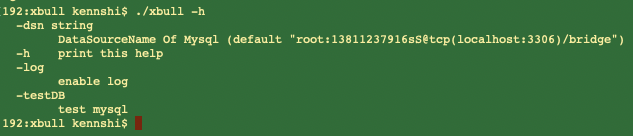 [192:xbull kennshi$ ./xbull -h
  -dsn string
        DataSourceName Of Mysql (default "root:13811237916sS@tcp(localhost:3306)/bridge")
  -h    print this help
  -log
        enable log
  -testDB
        test mysql
192:xbull kennshi$